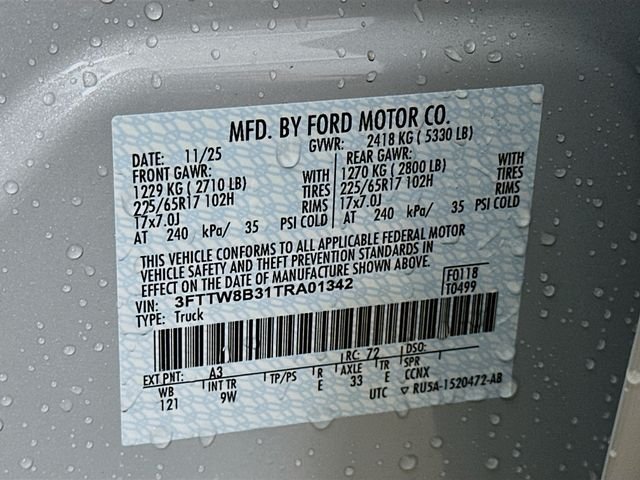 MFD. BY FORD MOTOR CO.
DATE: 11/25 GVWR: 2418 KG ( 5330 LB)
FRONT GAWR: REAR GAWR:
1229 KG ( 2710 LB) WITH 1270 KG ( 2800 LB) WITH
225/65R17 102H TIRES 225/65R17 102H TIRES
17x7.0J RIMS 17x7.0J RIMS
AT 240 kPa/ 35 PSI COLD AT 240 kPa/ 35 PSI COLD
THIS VEHICLE CONFORMS TO ALL APPLICABLE FEDERAL MOTOR
VEHICLE SAFETY AND THEFT PREVENTION STANDARDS IN
EFFECT ON THE DATE OF MANUFACTURE SHOWN ABOVE.
VIN: 3FTTW8B31TRA01342 F0118
TYPE: Truck T0499
EXT PNT: A3 RC: 72 DSO:
WB INT TR TP/PS R AXLE TR SPR
121 9W E 33 E CCNX
UTC ▽ RU5A-1520472-AB